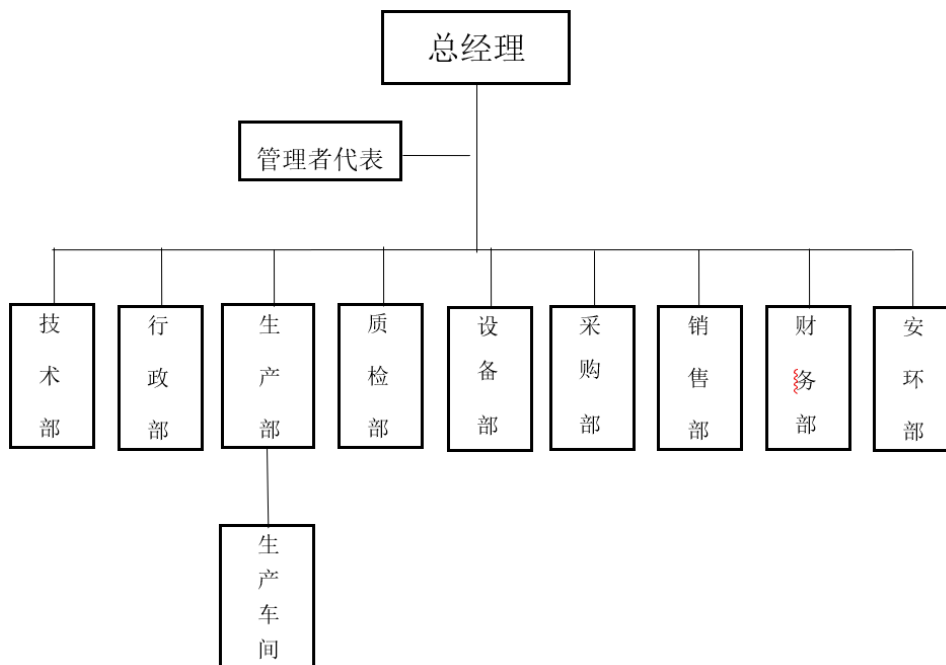 总经理
管理者代表
技术部
行政部
生产部
质检部
设备部
采购部
销售部
财务部
安环部
生产车间